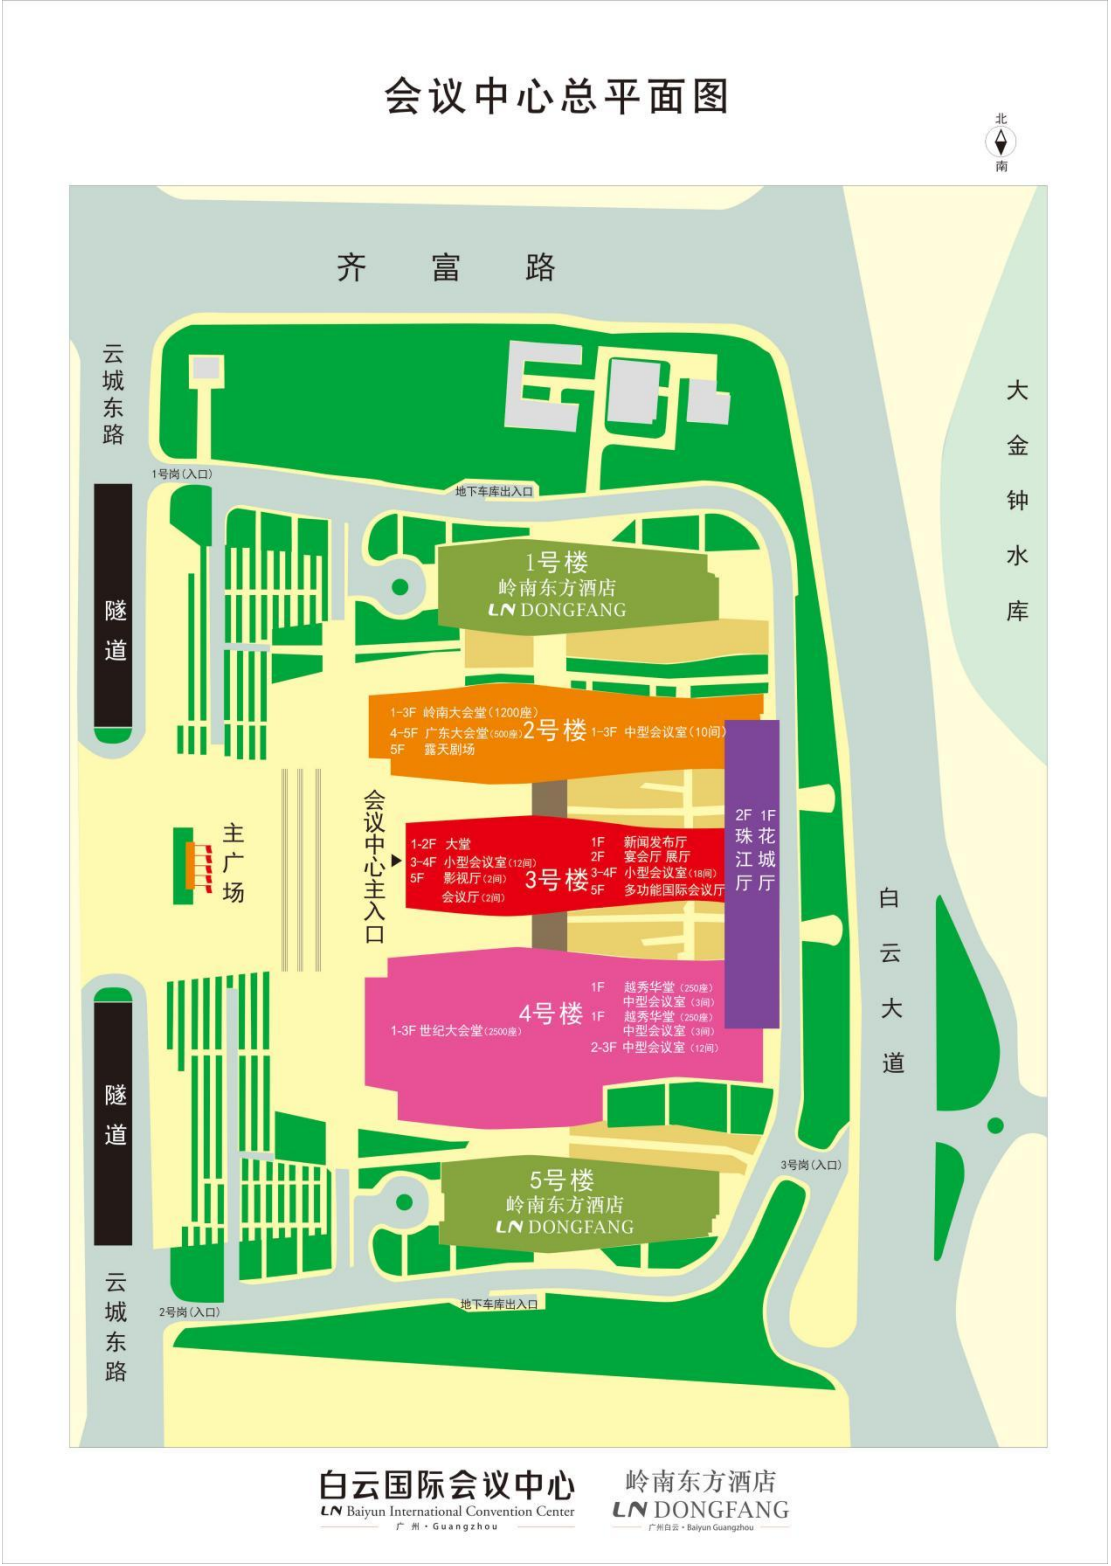 会议中心总平面图
北
南
齐富路
云城东路
大金钟水库
1号岗(入口)
地下车库出入口
隧道
1号楼
岭南东方酒店
LN DONGFANG
1-3F 岭南大会堂(1200座)
4-5F 广东大会堂(500座)
5F 露天剧场
2号楼
1-3F 中型会议室(10间)
主广场
会议中心主入口
1-2F 大堂
3-4F 小型会议室(12间)
5F 影视厅(2间)
会议厅(2间)
3号楼
1F 新闻发布厅
2F 宴会厅 展厅
3-4F 小型会议室(18间)
5F 多功能国际会议厅
2F 珠江厅
1F 花城厅
白云大道
1-3F 世纪大会堂(2500座)
4号楼
1F 越秀华堂(250座)
中型会议室(3间)
1F 越秀华堂(250座)
中型会议室(3间)
2-3F 中型会议室(12间)
隧道
3号岗(入口)
5号楼
岭南东方酒店
LN DONGFANG
云城东路
2号岗(入口)
地下车库出入口
白云国际会议中心
LN Baiyun International Convention Center
广 州·Guangzhou
岭南东方酒店
LN DONGFANG
广州白云·Baiyun Guangzhou